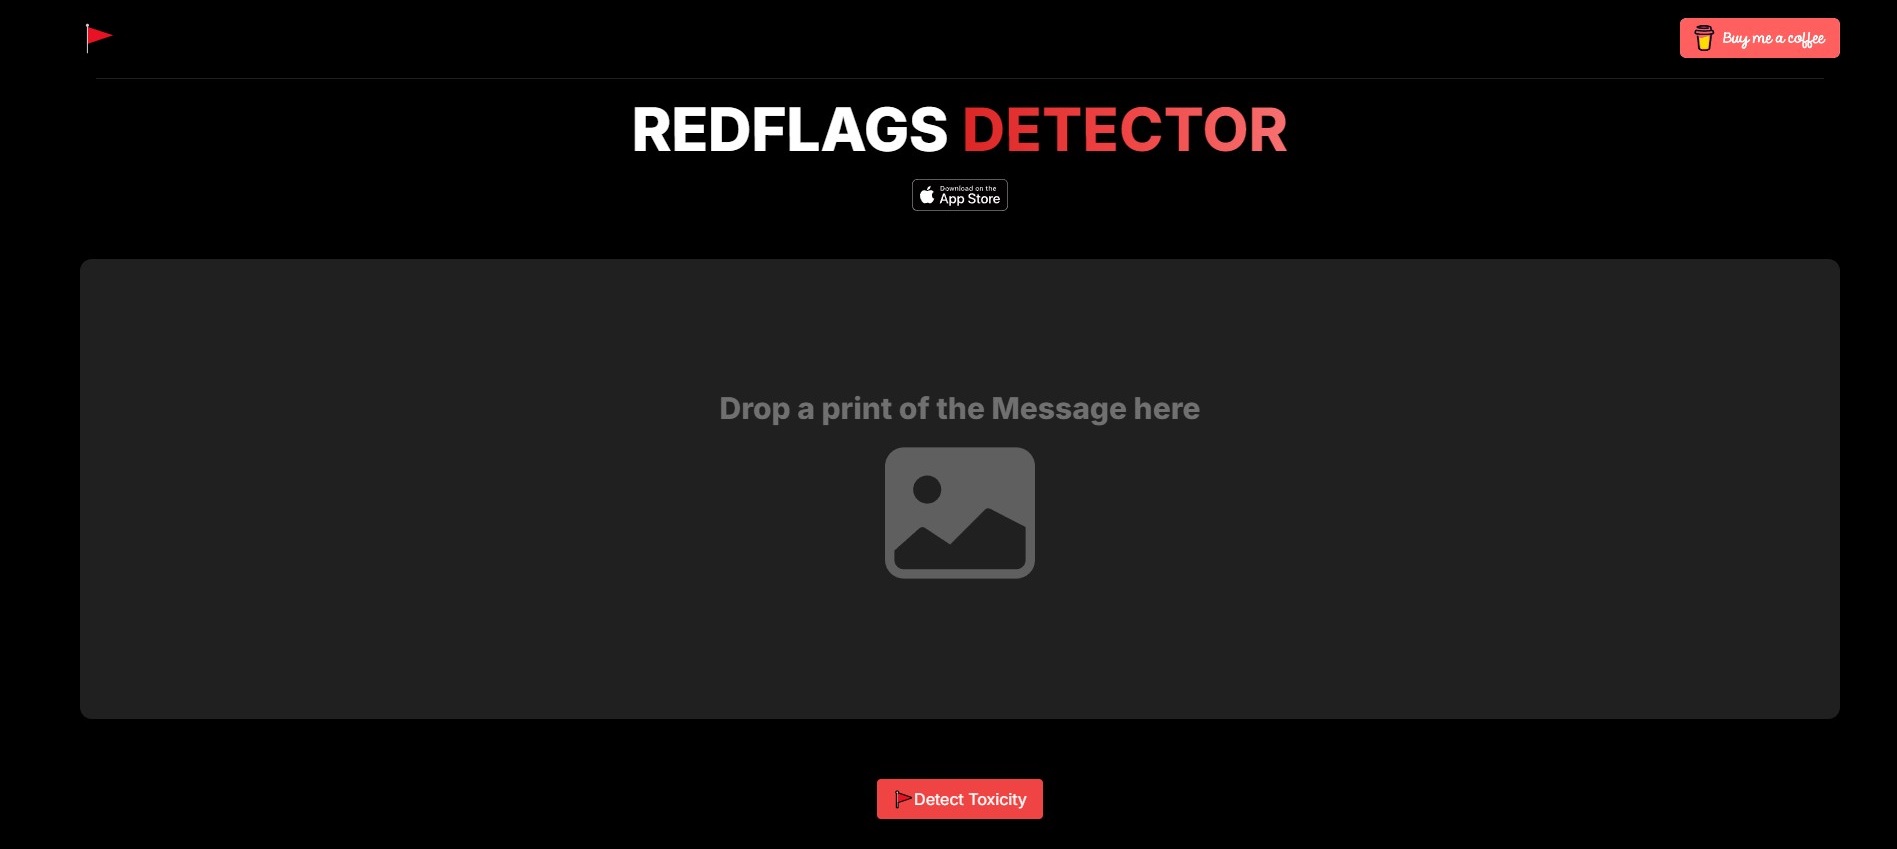 Buy me a coffee
REDFLAGS DETECTOR
Download on the
App Store
Drop a print of the Message here
Detect Toxicity